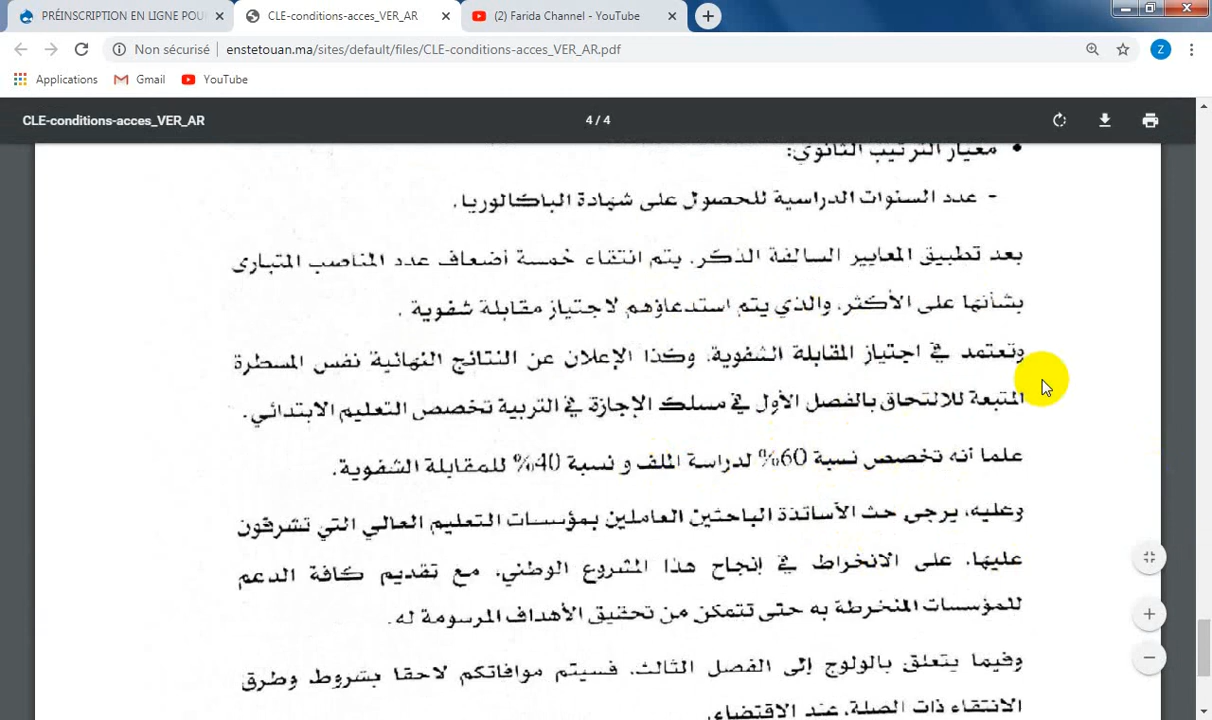 PRÉINSCRIPTION EN LIGNE POU
CLE-conditions-acces_VER_AR
(2) Farida Channel - YouTube
Non sécurisé
enstetouan.ma/sites/default/files/CLE-conditions-acces_VER_AR.pdf
Z
Applications
Gmail
YouTube
CLE-conditions-acces_VER_AR
4 / 4
• معيار الترتيب الثانوي:
- عدد السنوات الدراسية للحصول على شهادة الباكالوريا.
بعد تطبيق المعايير السالفة الذكر، يتم انتقاء خمسة أضعاف عدد المناصب المتبارى
بشأنها على الأكثر، والذي يتم استدعاؤهم لاجتياز مقابلة شفوية .
وتعتمد في اجتياز المقابلة الشفوية، وكذا الإعلان عن النتائج النهائية نفس المسطرة
المتبعة للالتحاق بالفصل الأول في مسلك الإجازة في التربية تخصص التعليم الابتدائي.
علما أنه تخصص نسبة 60% لدراسة الملف و نسبة 40% للمقابلة الشفوية.
وعليه، يرجى حث الأساتذة الباحثين العاملين بمؤسسات التعليم العالي التي تشرفون
عليها، على الانخراط في إنجاح هذا المشروع الوطني، مع تقديم كافة الدعم
للمؤسسات المنخرطة به حتى تتمكن من تحقيق الأهداف المرسومة له.
وفيما يتعلق بالولوج إلى الفصل الثالث، فسيتم موافاتكم لاحقا بشروط وطرق
الانتقاء ذات الصلة، عند الاقتضاء.